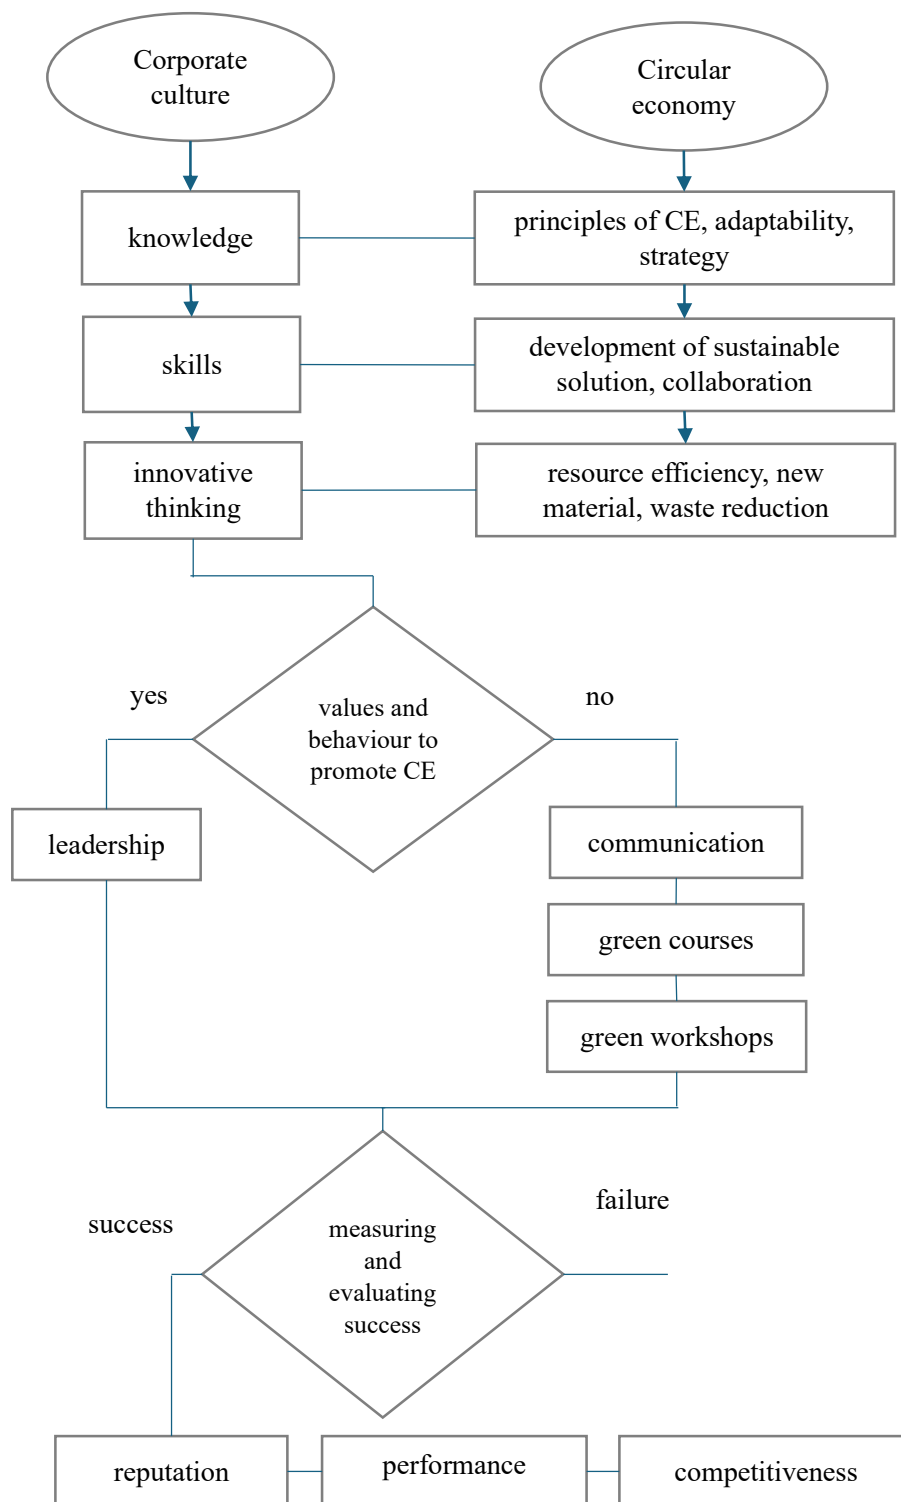 Corporate
culture
Circular
economy
knowledge
principles of CE, adaptability,
strategy
skills
development of sustainable
solution, collaboration
innovative
thinking
resource efficiency, new
material, waste reduction
yes
values and
behaviour to
promote CE
no
leadership
communication
green courses
green workshops
success
measuring
and
evaluating
success
failure
reputation
performance
competitiveness